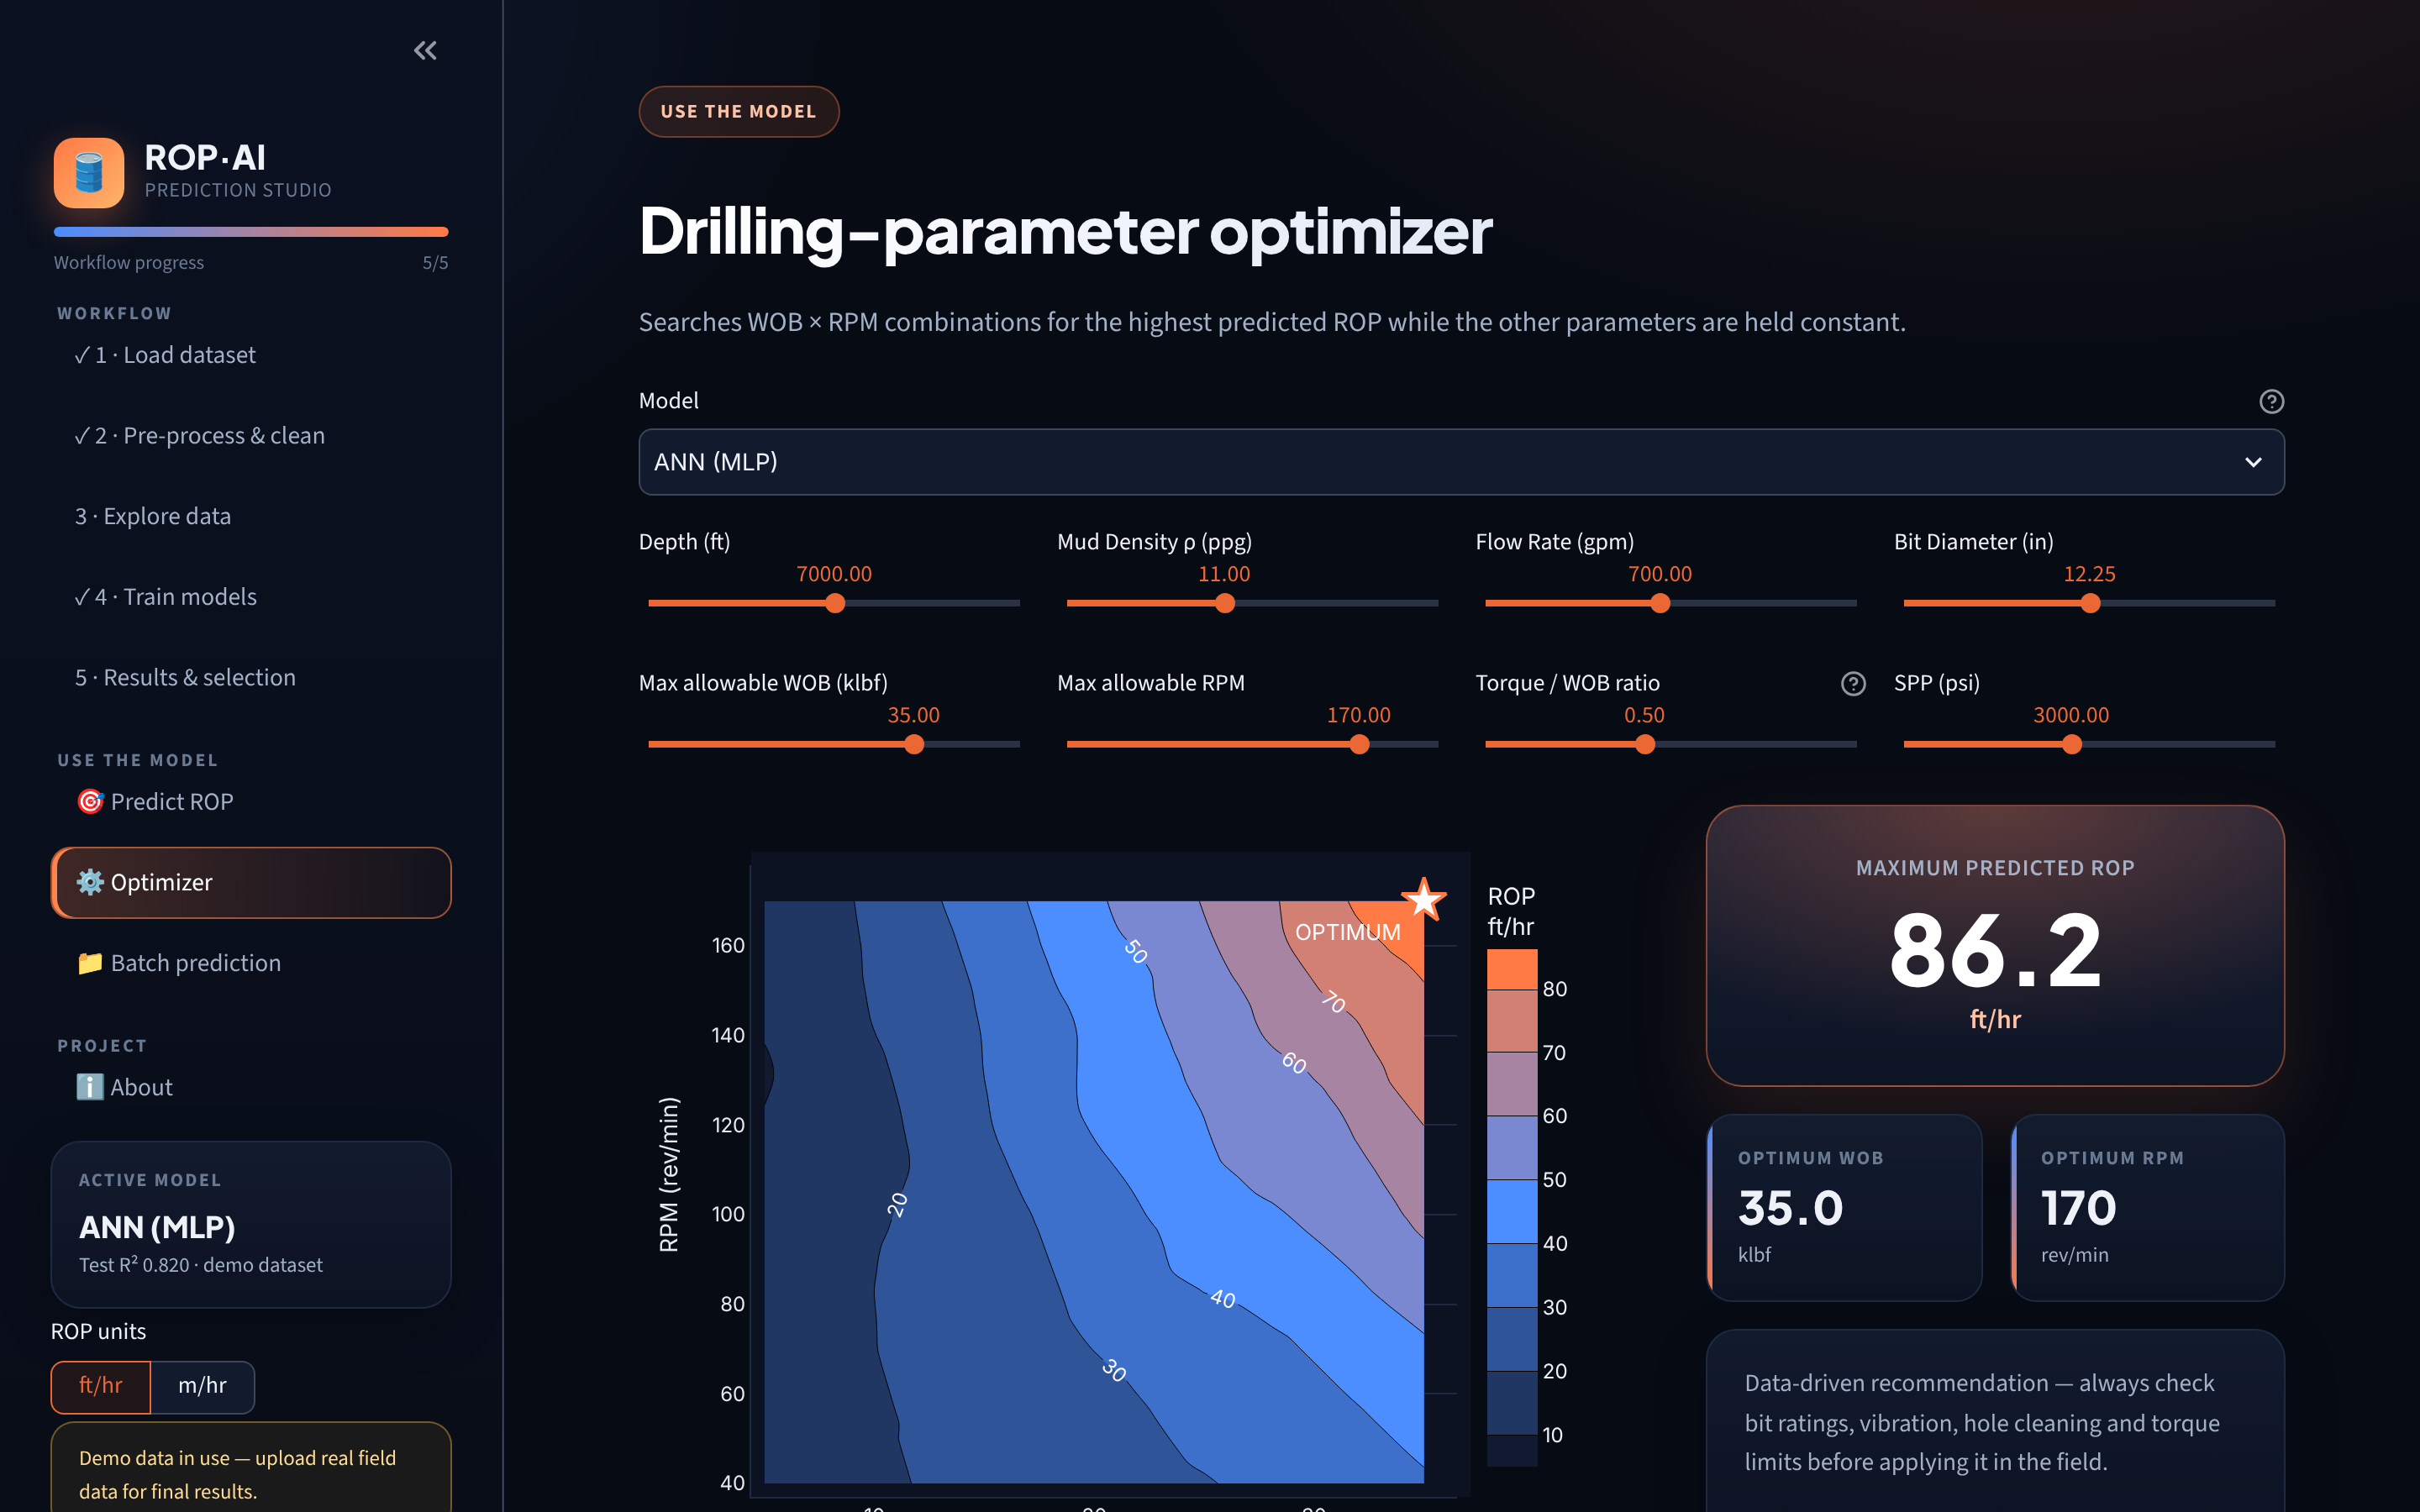 ROP·AI
PREDICTION STUDIO
Workflow progress 5/5
WORKFLOW
✓ 1 · Load dataset
✓ 2 · Pre-process & clean
3 · Explore data
✓ 4 · Train models
5 · Results & selection
USE THE MODEL
Predict ROP
Optimizer
Batch prediction
PROJECT
About
ACTIVE MODEL
ANN (MLP)
Test R² 0.820 · demo dataset
ROP units
ft/hr m/hr
Demo data in use — upload real field
data for final results.
USE THE MODEL
Drilling-parameter optimizer
Searches WOB × RPM combinations for the highest predicted ROP while the other parameters are held constant.
Model
ANN (MLP)
Depth (ft) Mud Density ρ (ppg) Flow Rate (gpm) Bit Diameter (in)
7000.00 11.00 700.00 12.25
Max allowable WOB (klbf) Max allowable RPM Torque / WOB ratio SPP (psi)
35.00 170.00 0.50 3000.00
RPM (rev/min)
160
140
120
100
80
60
40
OPTIMUM
50
70
60
20
40
30
ROP
ft/hr
80
70
60
50
40
30
20
10
MAXIMUM PREDICTED ROP
86.2
ft/hr
OPTIMUM WOB
35.0
klbf
OPTIMUM RPM
170
rev/min
Data-driven recommendation — always check
bit ratings, vibration, hole cleaning and torque
limits before applying it in the field.